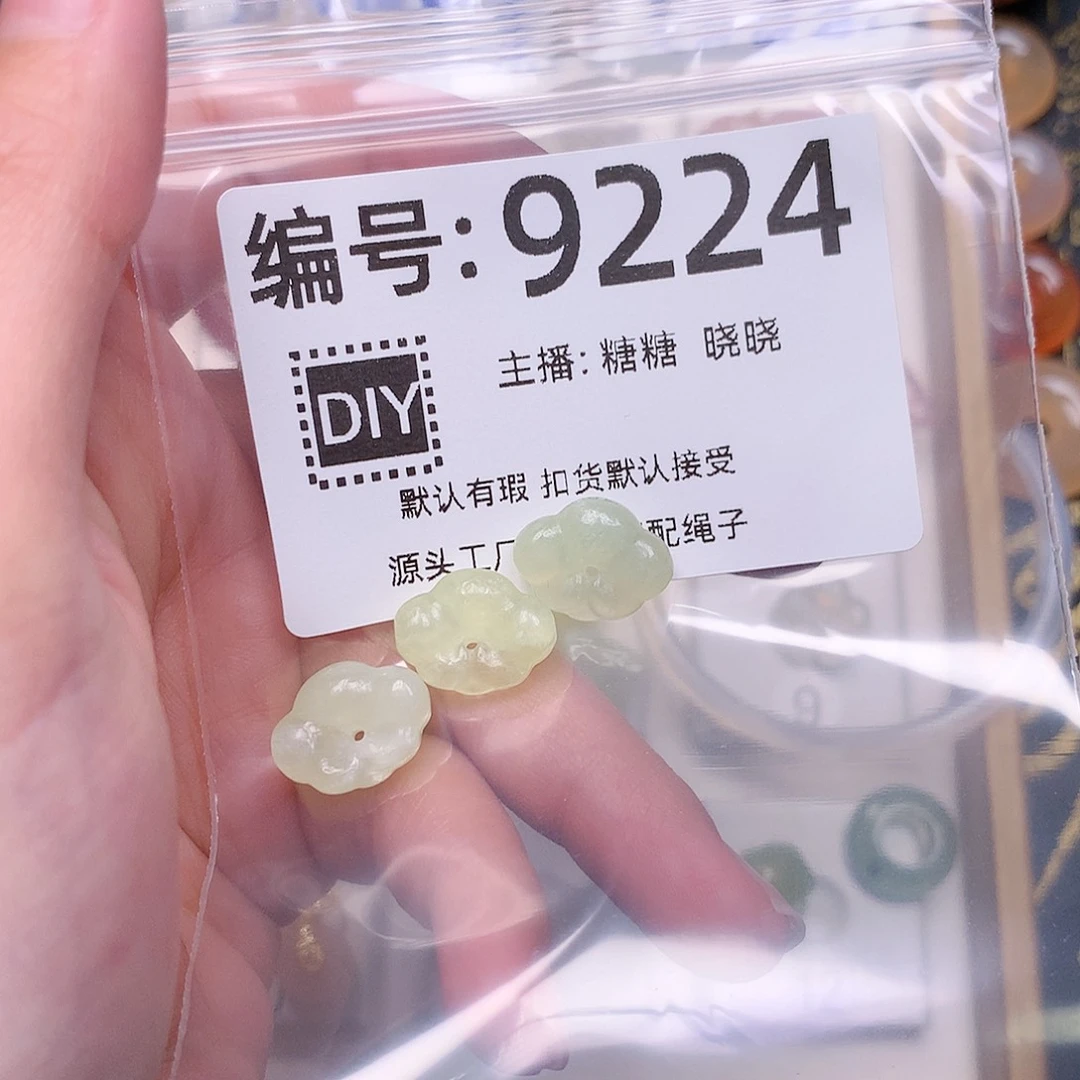 编号:9224
DIY
主播:糖糖 晓晓
默认有瑕 扣货默认接受
源头工厂 配绳子